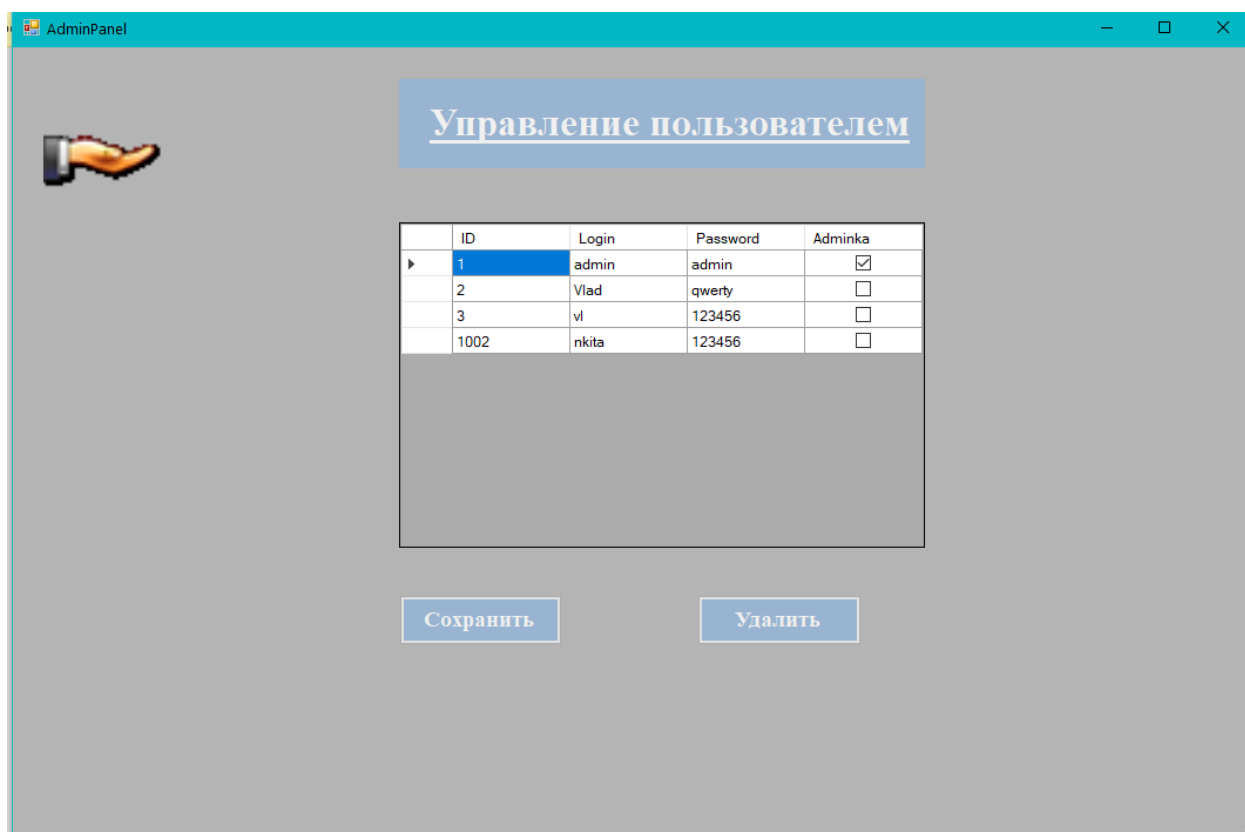 AdminPanel
Управление пользователем
ID Login Password Adminka
1 admin admin
2 Vlad qwerty
3 vl 123456
1002 nkita 123456
Сохранить Удалить